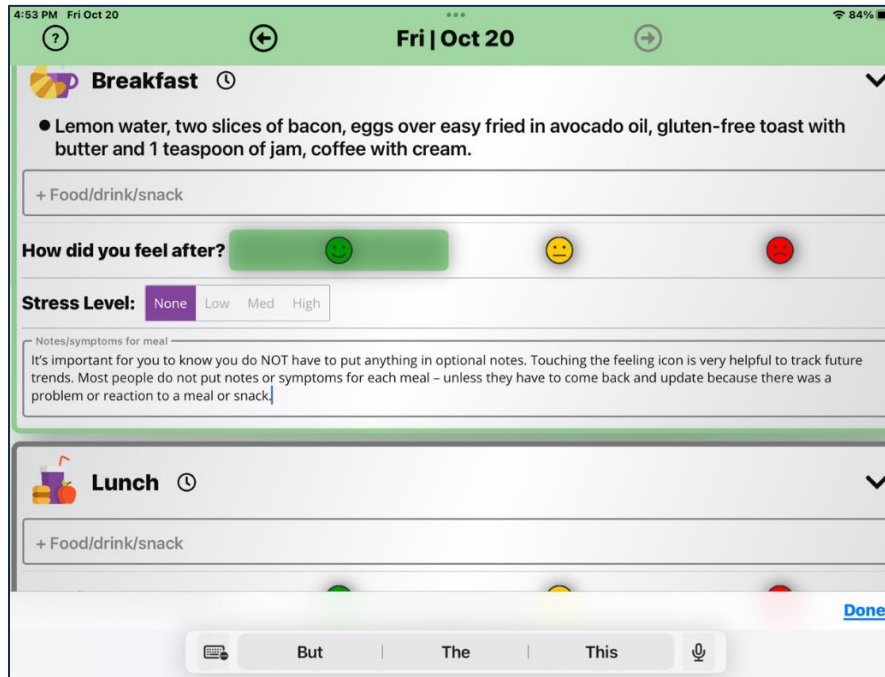 4:53 PM Fri Oct 20
84%
Fri | Oct 20
Breakfast
Lemon water, two slices of bacon, eggs over easy fried in avocado oil, gluten-free toast with
butter and 1 teaspoon of jam, coffee with cream.
+ Food/drink/snack
How did you feel after?
Stress Level: None Low Med High
Notes/symptoms for meal
It's important for you to know you do NOT have to put anything in optional notes. Touching the feeling icon is very helpful to track future
trends. Most people do not put notes or symptoms for each meal – unless they have to come back and update because there was a
problem or reaction to a meal or snack.
Lunch
+ Food/drink/snack
Done
But The This